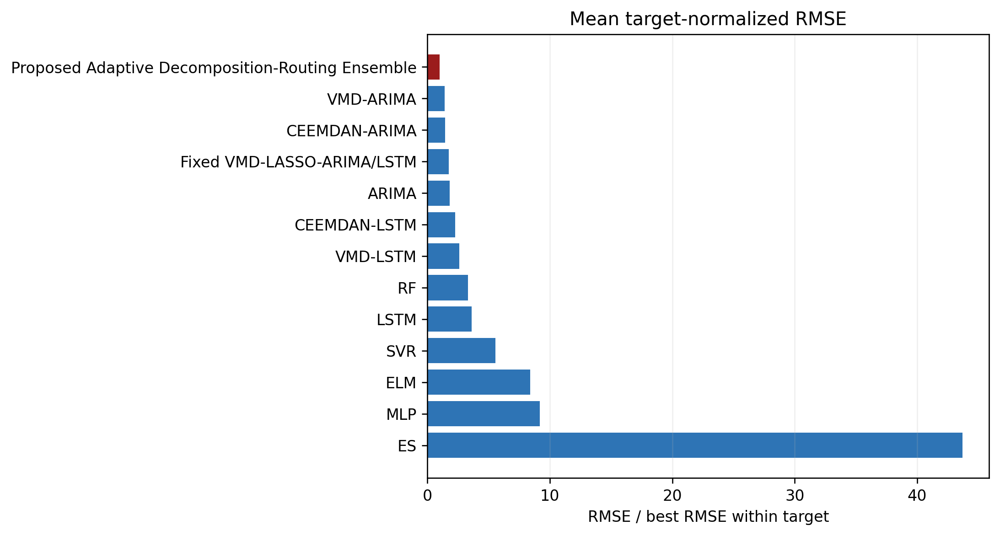 Mean target-normalized RMSE
Proposed Adaptive Decomposition-Routing Ensemble
VMD-ARIMA
CEEMDAN-ARIMA
Fixed VMD-LASSO-ARIMA/LSTM
ARIMA
CEEMDAN-LSTM
VMD-LSTM
RF
LSTM
SVR
ELM
MLP
ES
0 10 20 30 40
RMSE / best RMSE within target